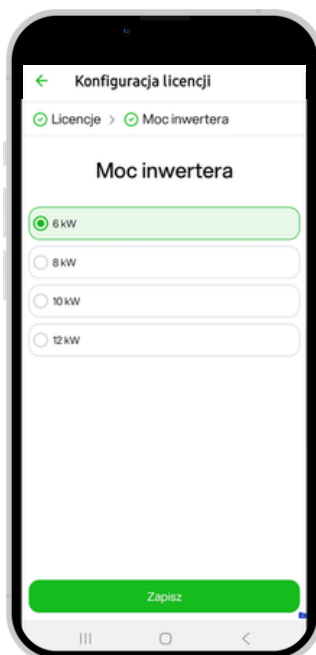 Konfiguracja licencji
Licencje > Moc inwertera
Moc inwertera
6 kW
8 kW
10 kW
12 kW
Zapisz